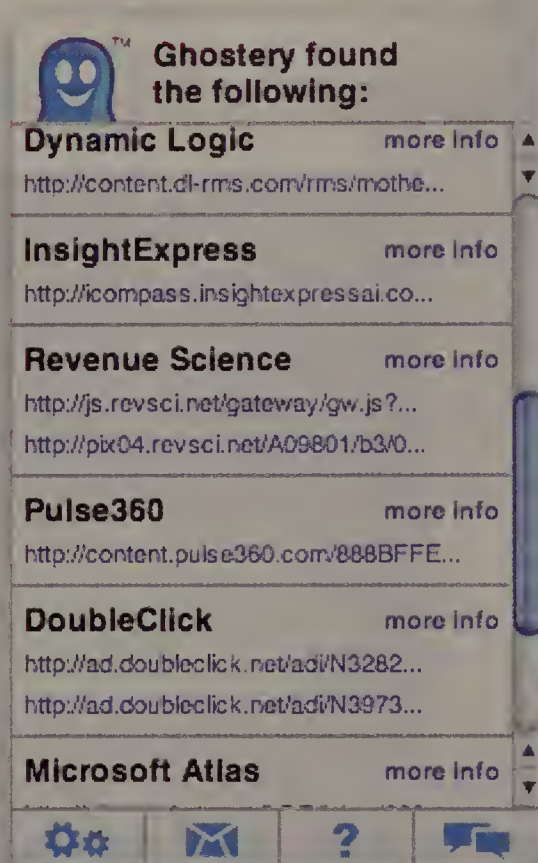 TM
Ghostery found
the following:
Dynamic Logic more info
http://content.dl-rms.com/rms/mothe...
InsightExpress more info
http://icompass.insightexpressai.co...
Revenue Science more info
http://js.revsci.net/gateway/gw.js?...
http://pix04.revsci.net/A09801/b3/0...
Pulse360 more info
http://content.pulse360.com/888BFFE...
DoubleClick more info
http://ad.doubleclick.net/adi/N3282...
http://ad.doubleclick.net/adi/N3973...
Microsoft Atlas more info
?